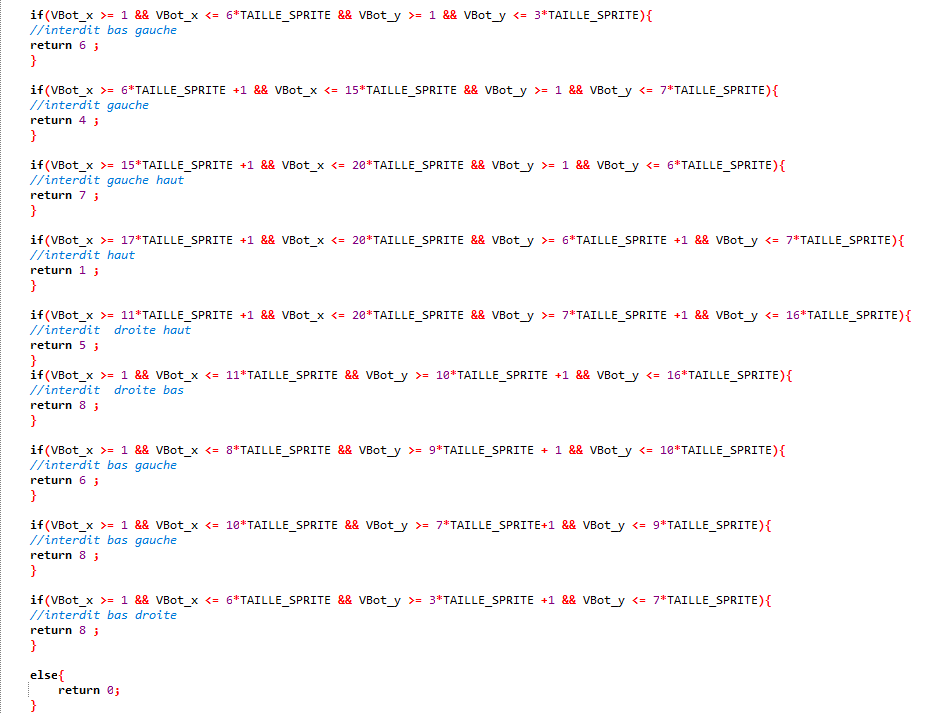 if(VBot_x >= 1 && VBot_x <= 6*TAILLE_SPRITE && VBot_y >= 1 && VBot_y <= 3*TAILLE_SPRITE){
//interdit bas gauche
return 6 ;
}
if(VBot_x >= 6*TAILLE_SPRITE +1 && VBot_x <= 15*TAILLE_SPRITE && VBot_y >= 1 && VBot_y <= 7*TAILLE_SPRITE){
//interdit gauche
return 4 ;
}
if(VBot_x >= 15*TAILLE_SPRITE +1 && VBot_x <= 20*TAILLE_SPRITE && VBot_y >= 1 && VBot_y <= 6*TAILLE_SPRITE){
//interdit gauche haut
return 7 ;
}
if(VBot_x >= 17*TAILLE_SPRITE +1 && VBot_x <= 20*TAILLE_SPRITE && VBot_y >= 6*TAILLE_SPRITE +1 && VBot_y <= 7*TAILLE_SPRITE){
//interdit haut
return 1 ;
}
if(VBot_x >= 11*TAILLE_SPRITE +1 && VBot_x <= 20*TAILLE_SPRITE && VBot_y >= 7*TAILLE_SPRITE +1 && VBot_y <= 16*TAILLE_SPRITE){
//interdit  droite haut
return 5 ;
}
if(VBot_x >= 1 && VBot_x <= 11*TAILLE_SPRITE && VBot_y >= 10*TAILLE_SPRITE +1 && VBot_y <= 16*TAILLE_SPRITE){
//interdit  droite bas
return 8 ;
}
if(VBot_x >= 1 && VBot_x <= 8*TAILLE_SPRITE && VBot_y >= 9*TAILLE_SPRITE + 1 && VBot_y <= 10*TAILLE_SPRITE){
//interdit bas gauche
return 6 ;
}
if(VBot_x >= 1 && VBot_x <= 10*TAILLE_SPRITE && VBot_y >= 7*TAILLE_SPRITE+1 && VBot_y <= 9*TAILLE_SPRITE){
//interdit bas gauche
return 8 ;
}
if(VBot_x >= 1 && VBot_x <= 6*TAILLE_SPRITE && VBot_y >= 3*TAILLE_SPRITE +1 && VBot_y <= 7*TAILLE_SPRITE){
//interdit bas droite
return 8 ;
}
else{
    return 0;
}